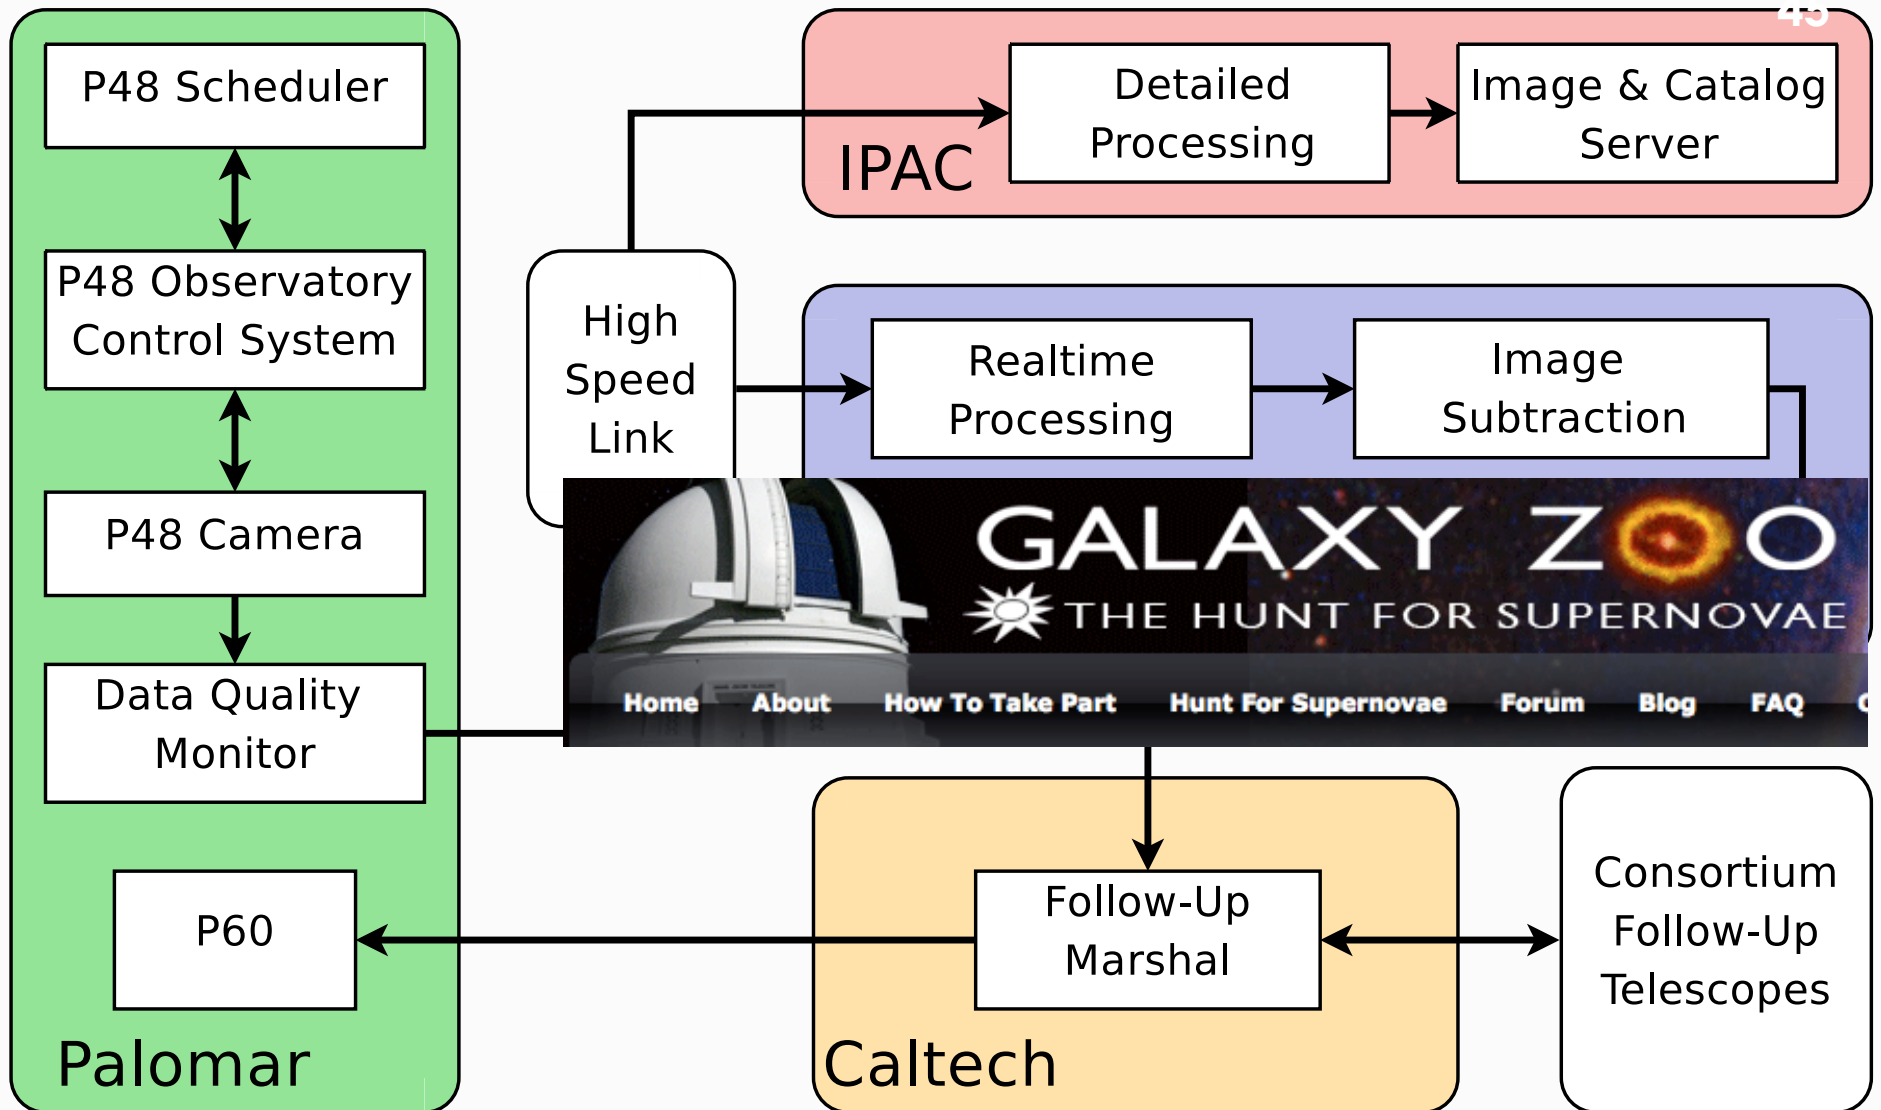 45
P48 Scheduler
P48 Observatory
Control System
P48 Camera
Data Quality
Monitor
P60
Palomar
High
Speed
Link
IPAC
Detailed
Processing
Image & Catalog
Server
Realtime
Processing
Image
Subtraction
GALAXY ZOO
THE HUNT FOR SUPERNOVAE
Home About How To Take Part Hunt For Supernovae Forum Blog FAQ
Follow-Up
Marshal
Caltech
Consortium
Follow-Up
Telescopes